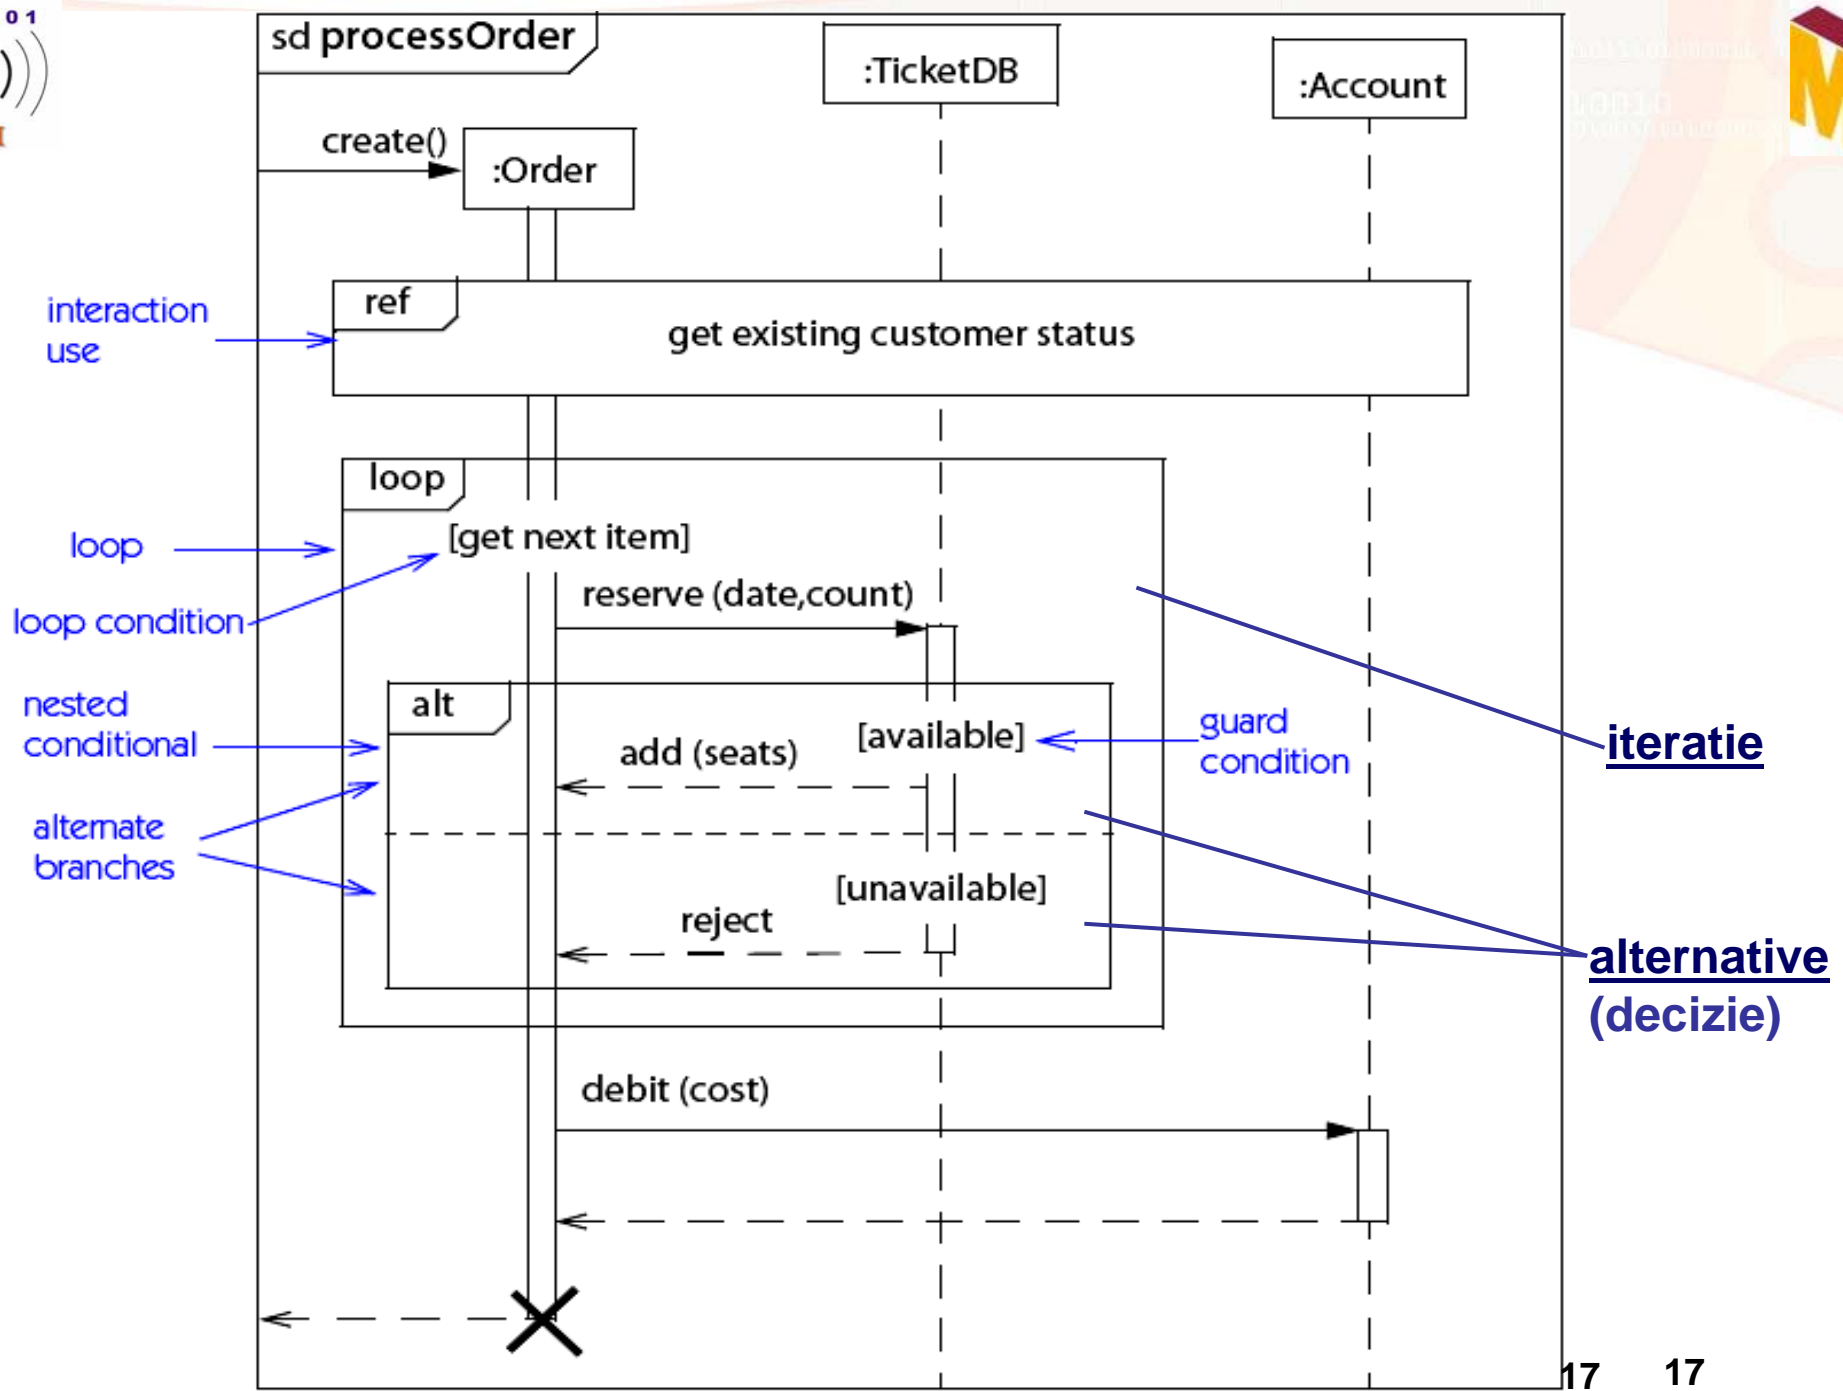 01
sd processOrder
:TicketDB
:Account
create()
:Order
interaction
use
ref
get existing customer status
loop
[get next item]
loop
loop condition
reserve (date,count)
nested
conditional
alt
[available]
add (seats)
guard
condition
iteratie
alternate
branches
[unavailable]
reject
alternative
(decizie)
debit (cost)
17
17